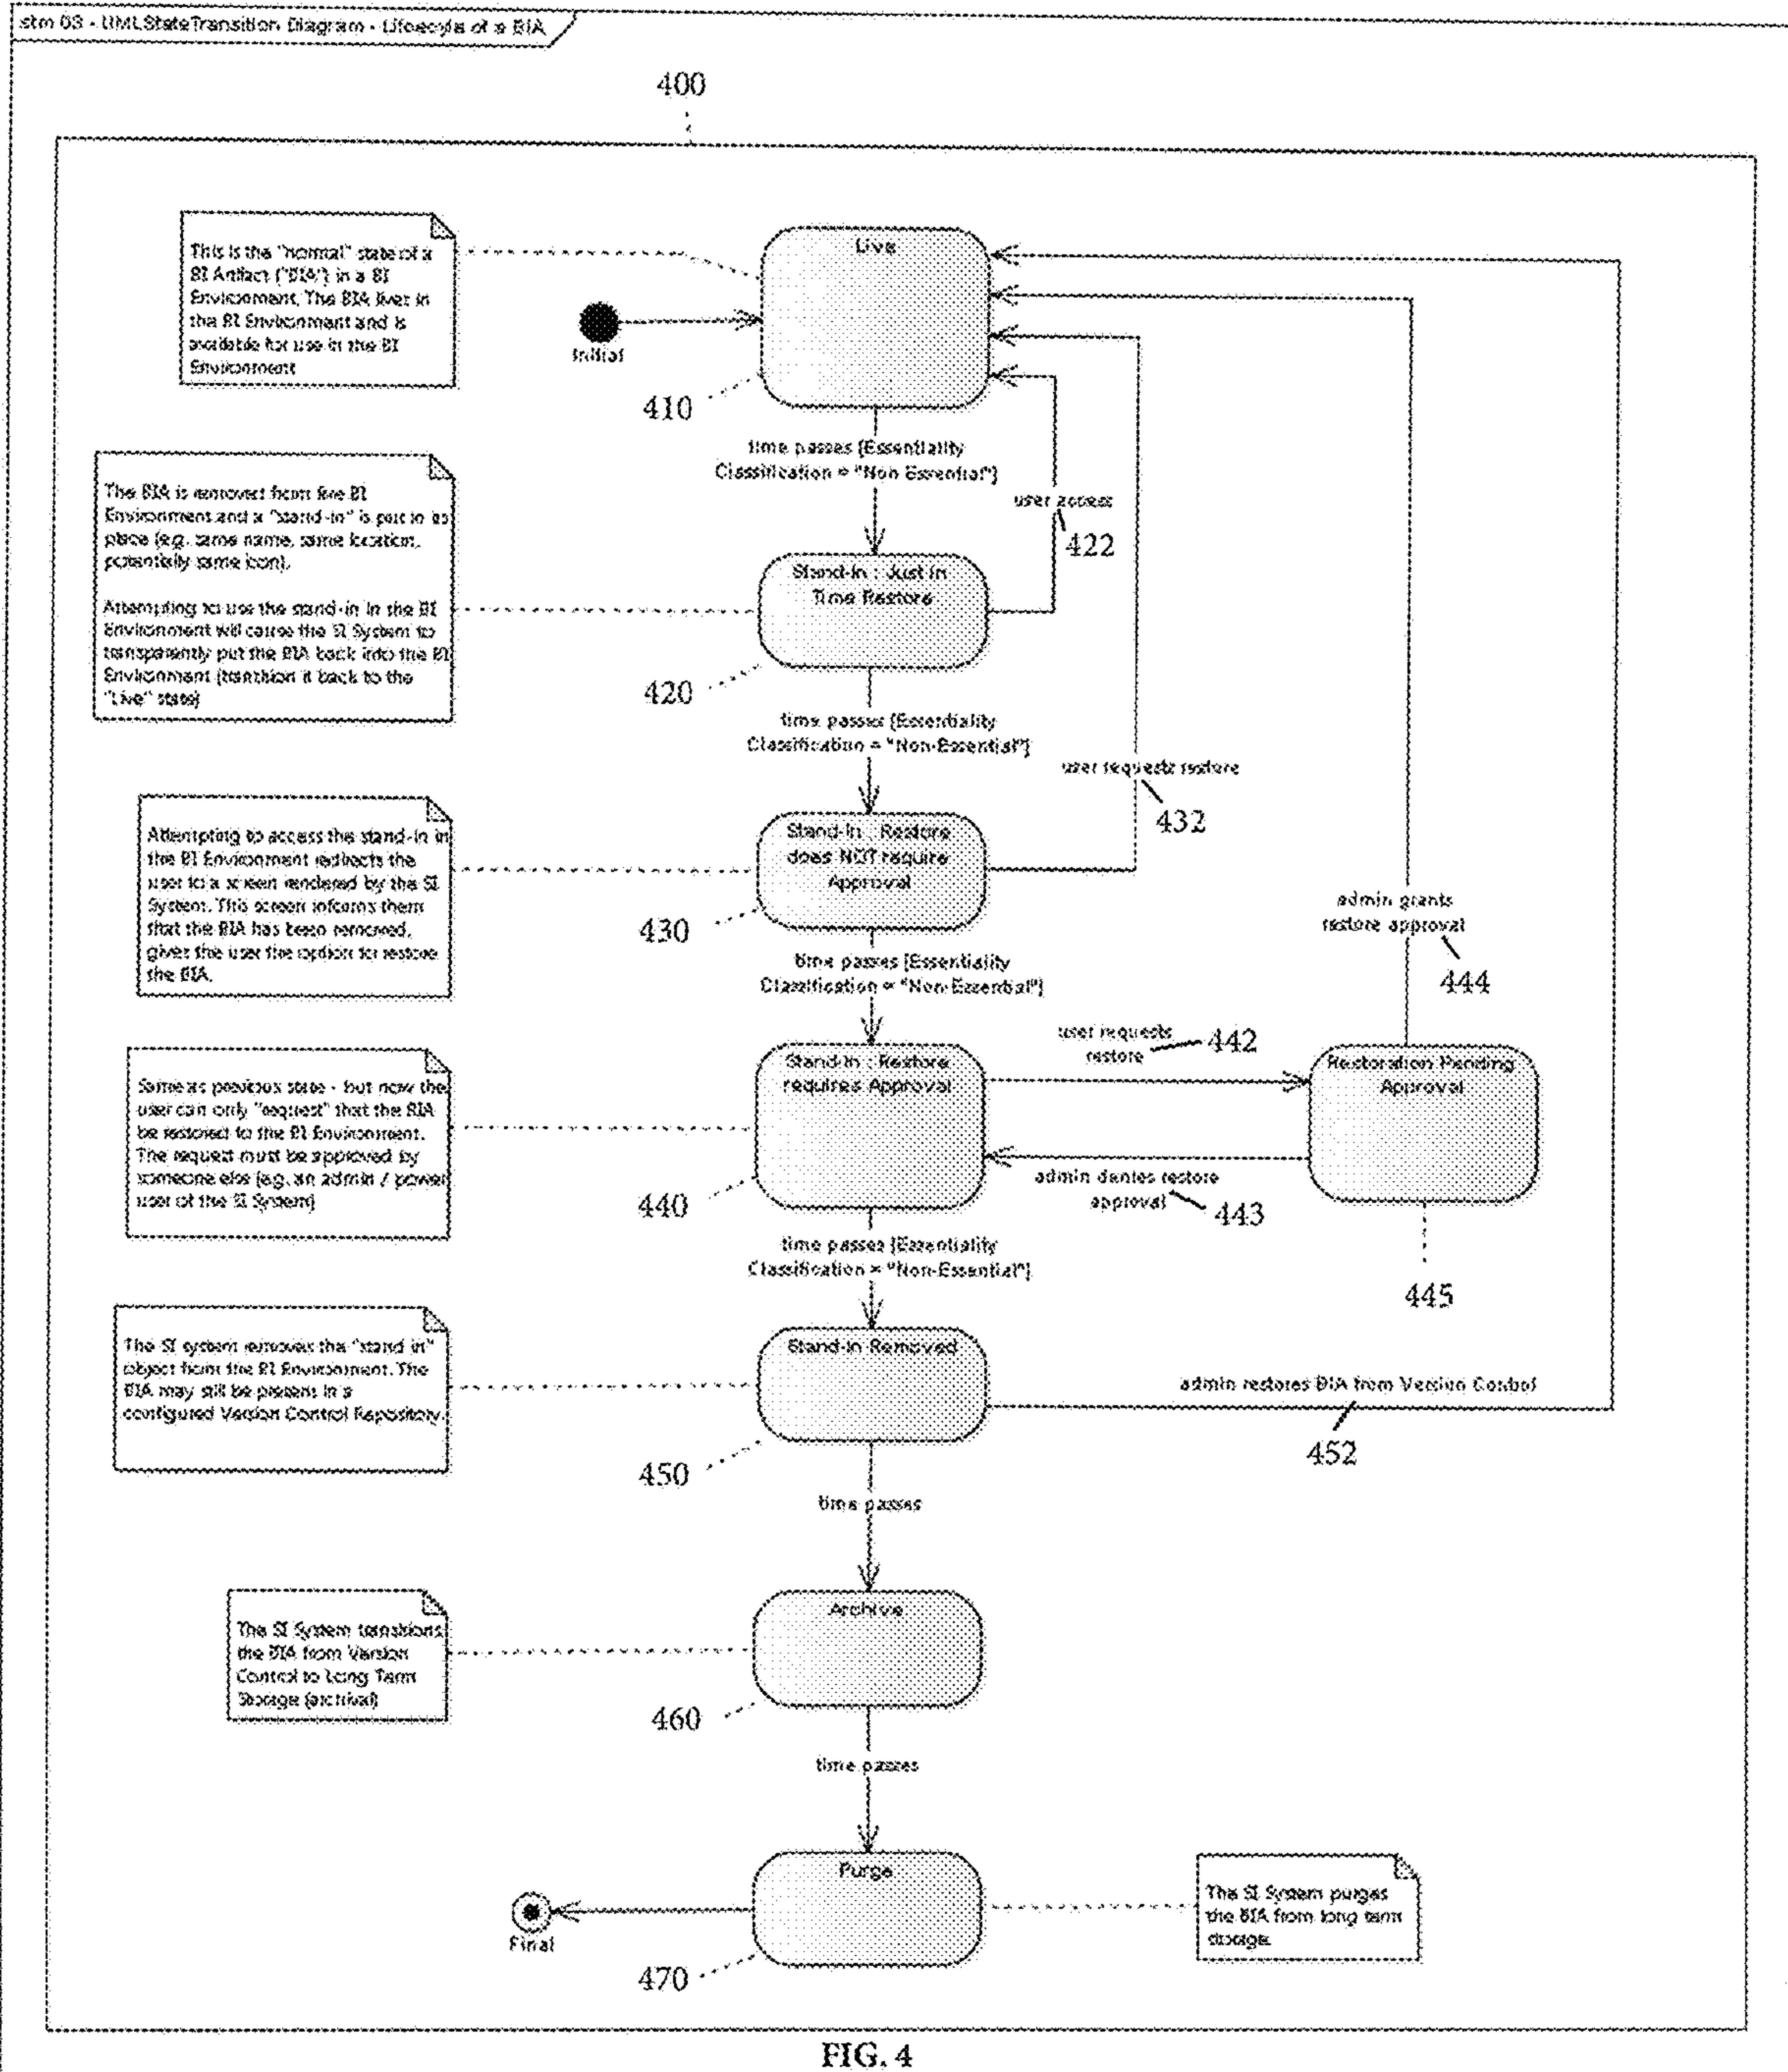 stm 03 - UMLStateTransition Diagram - Lifecycle of a BIA
400
This is the "normal" state of a
BI Artifact ("BIA") in a BI
Environment. The BIA lives in
the BI Environment and is
available for use in the BI
Environment
Live
Initial
410
time passes [Essentiality
Classification = "Non Essential"]
The BIA is removed from live BI
Environment and a "stand-in" is put in its
place (e.g. same name, same location,
potentially same icon).
Attempting to use the stand-in in the BI
Environment will cause the SI System to
transparently put the BIA back into the BI
Environment (transition it back to the
"Live" state)
user access
422
Stand-In : Just in
Time Restore
420
time passes [Essentiality
Classification = "Non-Essential"]
user requests restore
432
Attempting to access the stand-in in
the BI Environment redirects the
user to a screen rendered by the SI
System. This screen informs them
that the BIA has been removed,
gives the user the option to restore
the BIA.
Stand-In : Restore
does NOT require
Approval
430
admin grants
restore approval
444
time passes [Essentiality
Classification = "Non-Essential"]
Same as previous state - but now the
user can only "request" that the BIA
be restored to the BI Environment.
The request must be approved by
someone else (e.g. an admin / power
user of the SI System)
Stand-In : Restore
requires Approval
440
user requests
restore
442
Restoration Pending
Approval
admin denies restore
approval
443
445
time passes [Essentiality
Classification = "Non-Essential"]
The SI system removes the "stand in"
object from the BI Environment. The
BIA may still be present in a
configured Version Control Repository.
Stand-in Removed
450
admin restores BIA from Version Control
452
time passes
The SI System transitions
the BIA from Version
Control to Long Term
Storage (archival)
Archive
460
time passes
Purge
Final
470
The SI System purges
the BIA from long term
storage.
FIG. 4